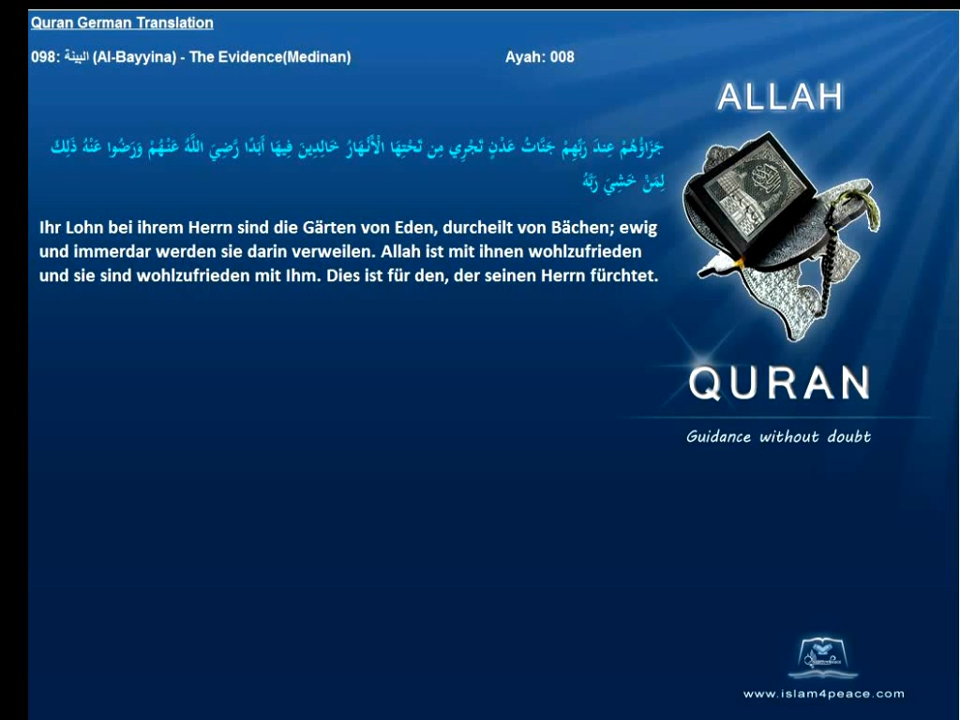 Quran German Translation
098: البينة (Al-Bayyina) - The Evidence(Medinan)
Ayah: 008
جَزَاؤُهُمْ عِندَ رَبِّهِمْ جَنَّاتُ عَدْنٍ تَجْرِي مِن تَحْتِهَا الْأَنْهَارُ خَالِدِينَ فِيهَا أَبَدًا رَّضِيَ اللَّهُ عَنْهُمْ وَرَضُوا عَنْهُ ذَٰلِكَ
لِمَنْ خَشِيَ رَبَّهُ
Ihr Lohn bei ihrem Herrn sind die Gärten von Eden, durcheilt von Bächen; ewig
und immerdar werden sie darin verweilen. Allah ist mit ihnen wohlzufrieden
und sie sind wohlzufrieden mit Ihm. Dies ist für den, der seinen Herrn fürchtet.
ALLAH
QURAN
Guidance without doubt
www.islam4peace.com